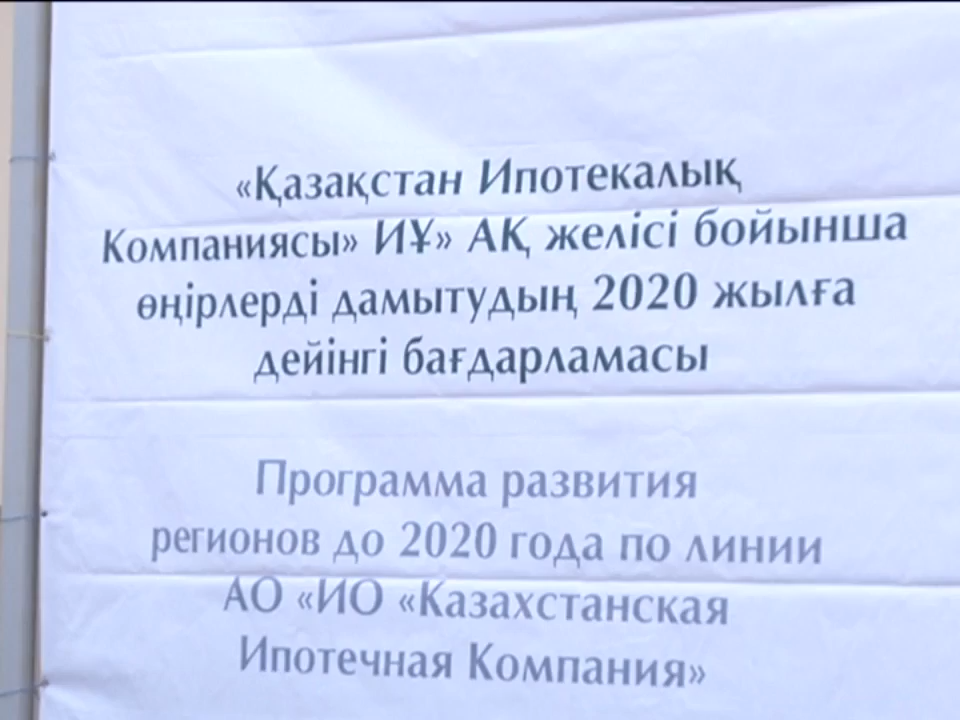 «Қазақстан Ипотекалық
Компаниясы» ИҰ» АҚ желісі бойынша
өңірлерді дамытудың 2020 жылға
дейінгі бағдарламасы
Программа развития
регионов до 2020 года по линии
АО «ИО «Казахстанская
Ипотечная Компания»